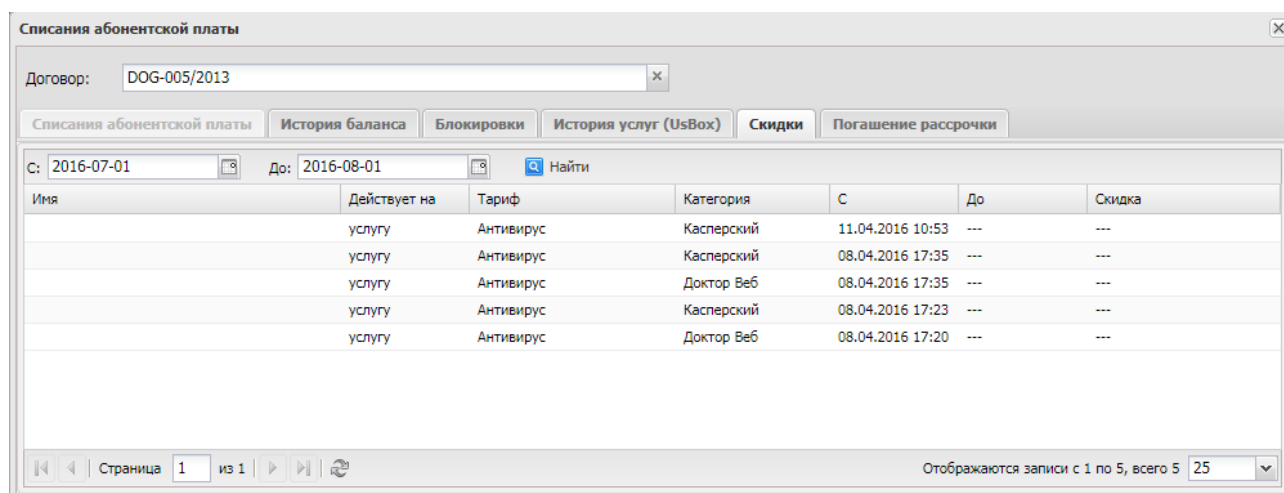 Списания абонентской платы
Договор: DOG-005/2013
Списания абонентской платы История баланса Блокировки История услуг (UsBox) Скидки Погашение рассрочки
С: 2016-07-01 До: 2016-08-01 Найти
Имя Действует на Тариф Категория С До Скидка
услугу Антивирус Касперский 11.04.2016 10:53 --- ---
услугу Антивирус Касперский 08.04.2016 17:35 --- ---
услугу Антивирус Доктор Веб 08.04.2016 17:35 --- ---
услугу Антивирус Касперский 08.04.2016 17:23 --- ---
услугу Антивирус Доктор Веб 08.04.2016 17:20 --- ---
Страница 1 из 1 Отображаются записи с 1 по 5, всего 5 25